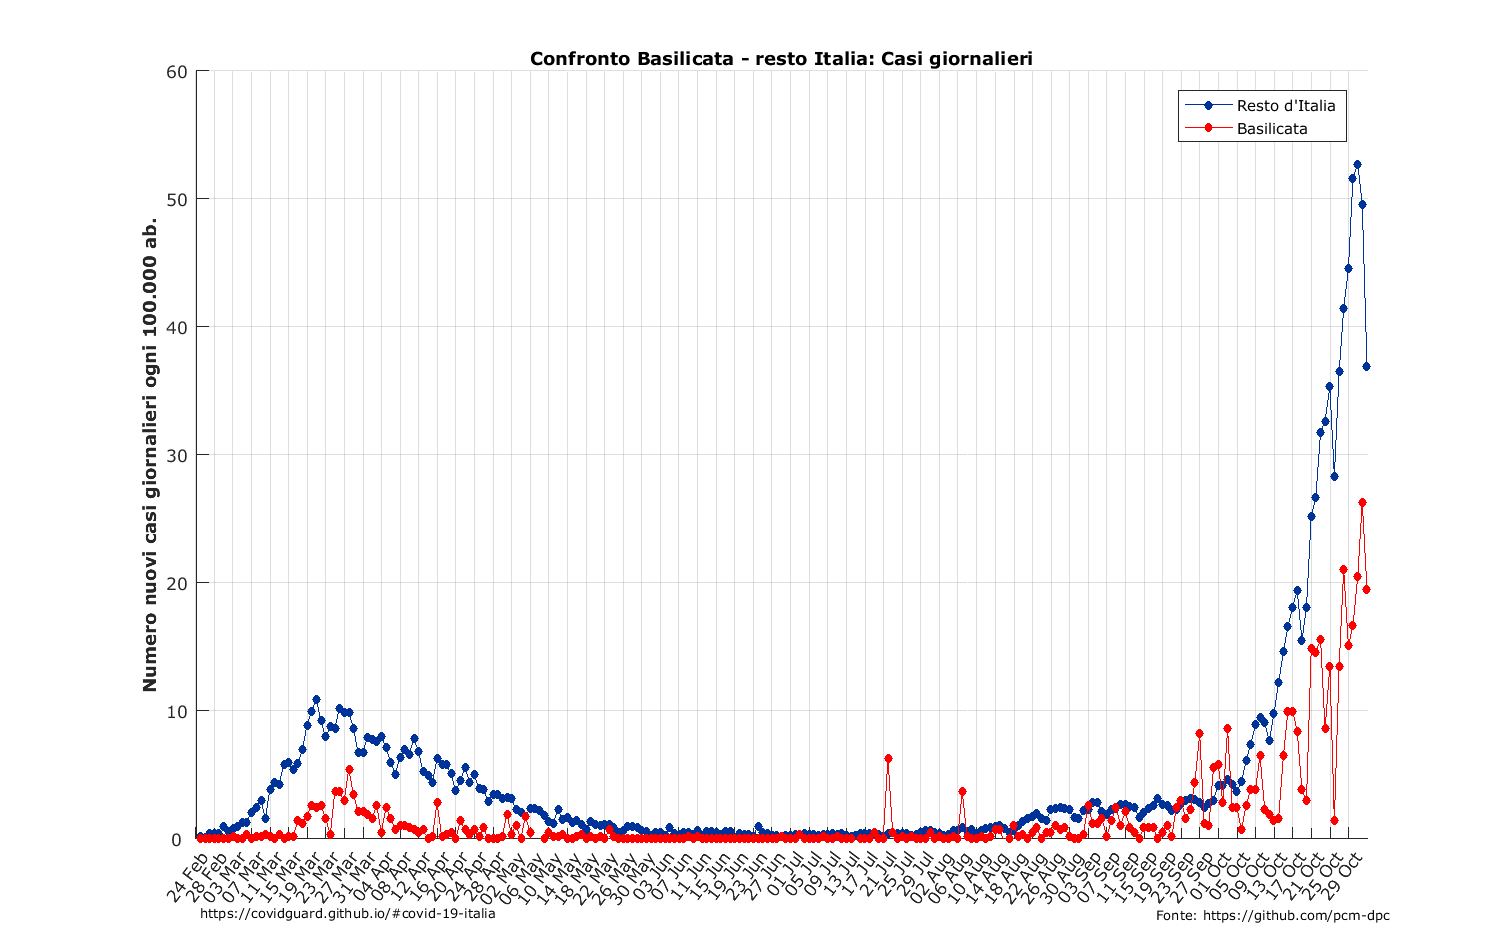 Confronto Basilicata - resto Italia: Casi giornalieri
Resto d'Italia
Basilicata
Numero nuovi casi giornalieri ogni 100.000 ab.
60
50
40
30
20
10
0
24 Feb
28 Feb
03 Mar
07 Mar
11 Mar
15 Mar
19 Mar
23 Mar
27 Mar
31 Mar
04 Apr
08 Apr
12 Apr
16 Apr
20 Apr
24 Apr
28 Apr
02 May
06 May
10 May
14 May
18 May
22 May
26 May
30 May
03 Jun
07 Jun
11 Jun
15 Jun
19 Jun
23 Jun
27 Jun
01 Jul
05 Jul
09 Jul
13 Jul
17 Jul
21 Jul
25 Jul
29 Jul
02 Aug
06 Aug
10 Aug
14 Aug
18 Aug
22 Aug
26 Aug
30 Aug
03 Sep
07 Sep
11 Sep
15 Sep
19 Sep
23 Sep
27 Sep
01 Oct
05 Oct
09 Oct
13 Oct
17 Oct
21 Oct
25 Oct
29 Oct
https://covidguard.github.io/#covid-19-italia
Fonte: https://github.com/pcm-dpc